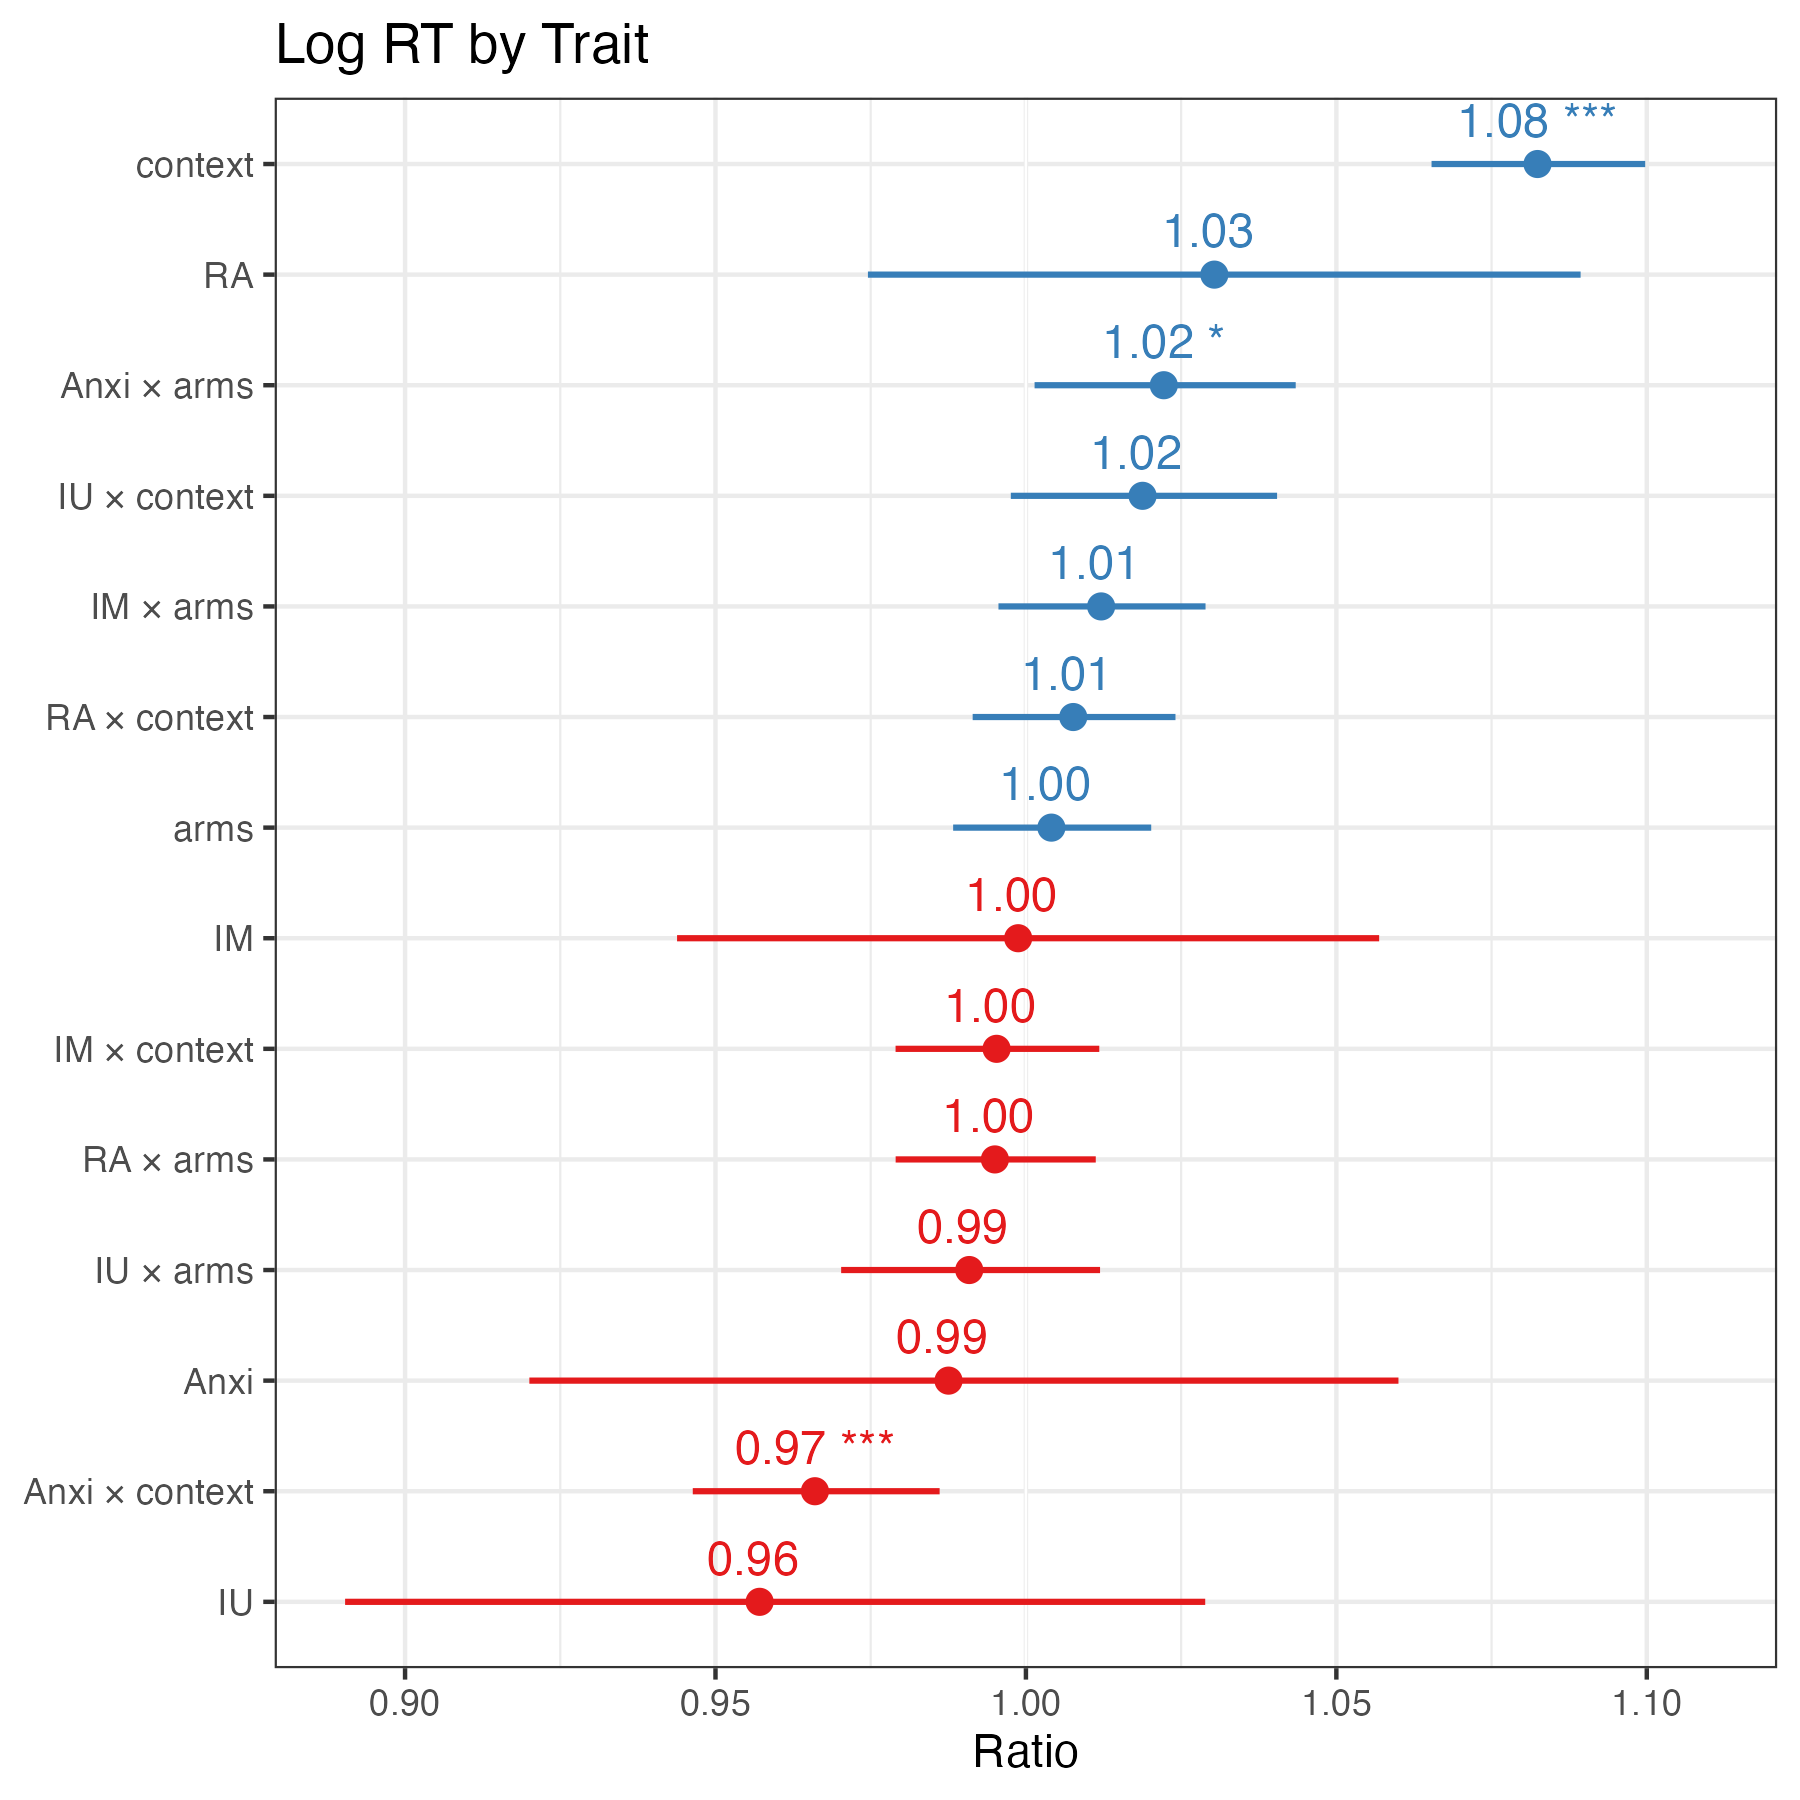 Log RT by Trait
context
1.08 ***
RA
1.03
Anxi × arms
1.02 *
IU × context
1.02
IM × arms
1.01
RA × context
1.01
arms
1.00
IM
1.00
IM × context
1.00
RA × arms
1.00
IU × arms
0.99
Anxi
0.99
Anxi × context
0.97 ***
IU
0.96
0.90 0.95 1.00 1.05 1.10
Ratio